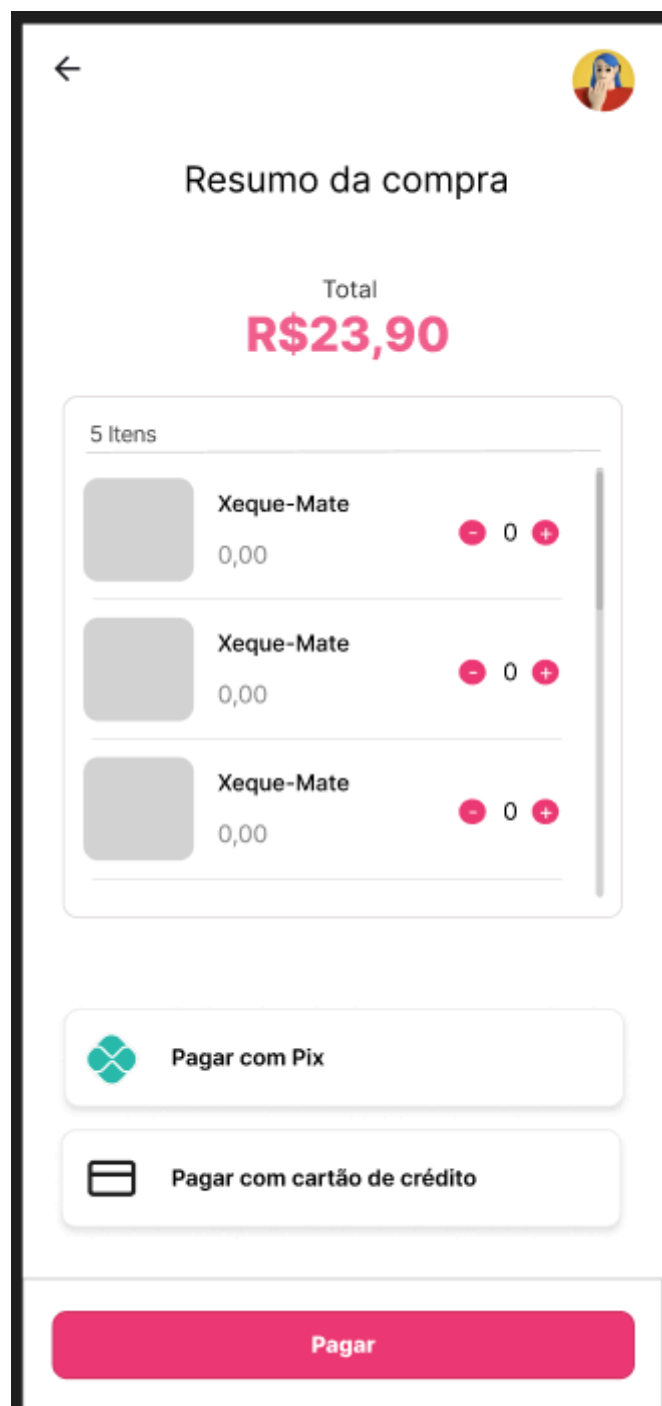 Resumo da compra
Total
R$23,90
5 Itens
Xeque-Mate
0,00
- 0 +
Xeque-Mate
0,00
- 0 +
Xeque-Mate
0,00
- 0 +
Pagar com Pix
Pagar com cartão de crédito
Pagar